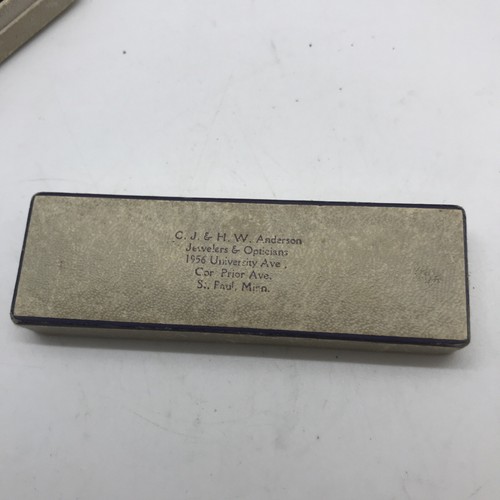 C. J. & H. W. Anderson
Jewelers & Opticians
1956 University Ave.
Cor. Prior Ave.
St. Paul, Minn.